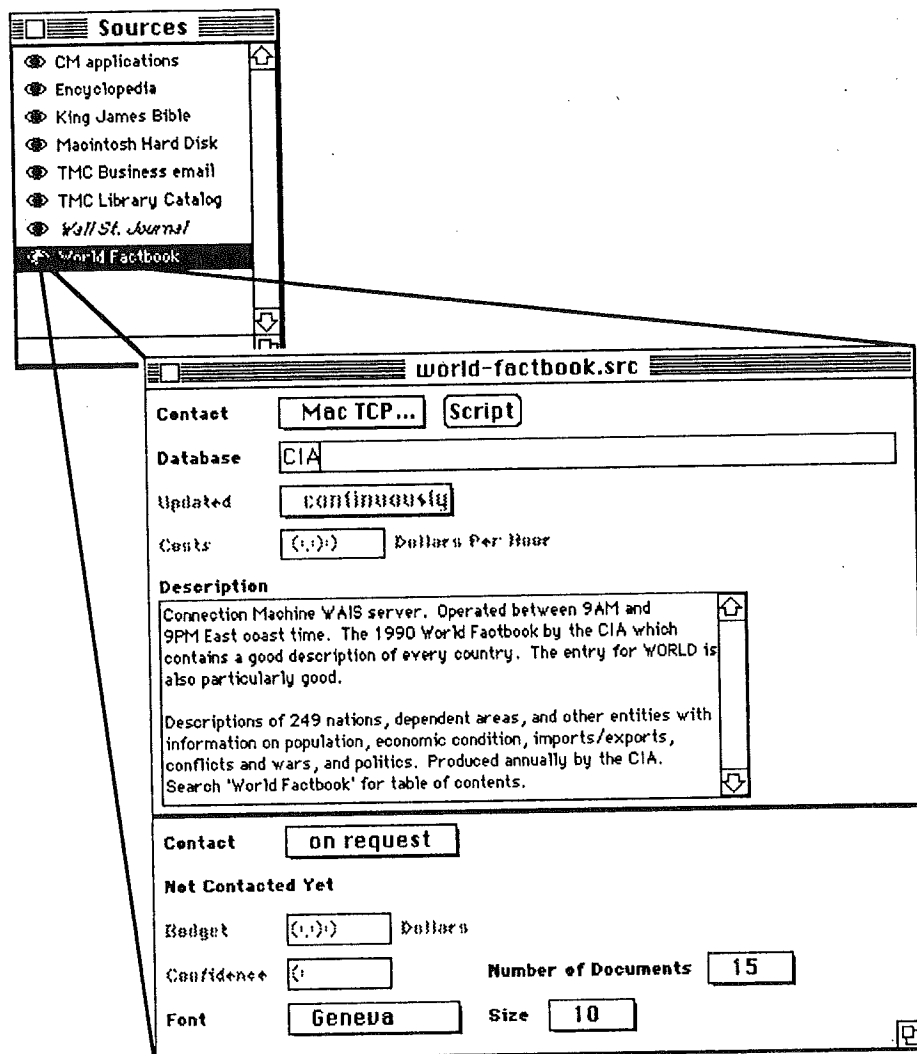 Sources
CM applications
Encyclopedia
King James Bible
Macintosh Hard Disk
TMC Business email
TMC Library Catalog
Wall St. Journal
World Factbook
world-factbook.src
Contact Mac TCP... Script
Database CIA
Updated continuously
Costs Dollars Per Hour
Description
Connection Machine WAIS server. Operated between 9AM and
9PM East coast time. The 1990 World Factbook by the CIA which
contains a good description of every country. The entry for WORLD is
also particularly good.
Descriptions of 249 nations, dependent areas, and other entities with
information on population, economic condition, imports/exports,
conflicts and wars, and politics. Produced annually by the CIA.
Search 'World Factbook' for table of contents.
Contact on request
Not Contacted Yet
Budget Dollars
Confidence Number of Documents 15
Font Geneva Size 10